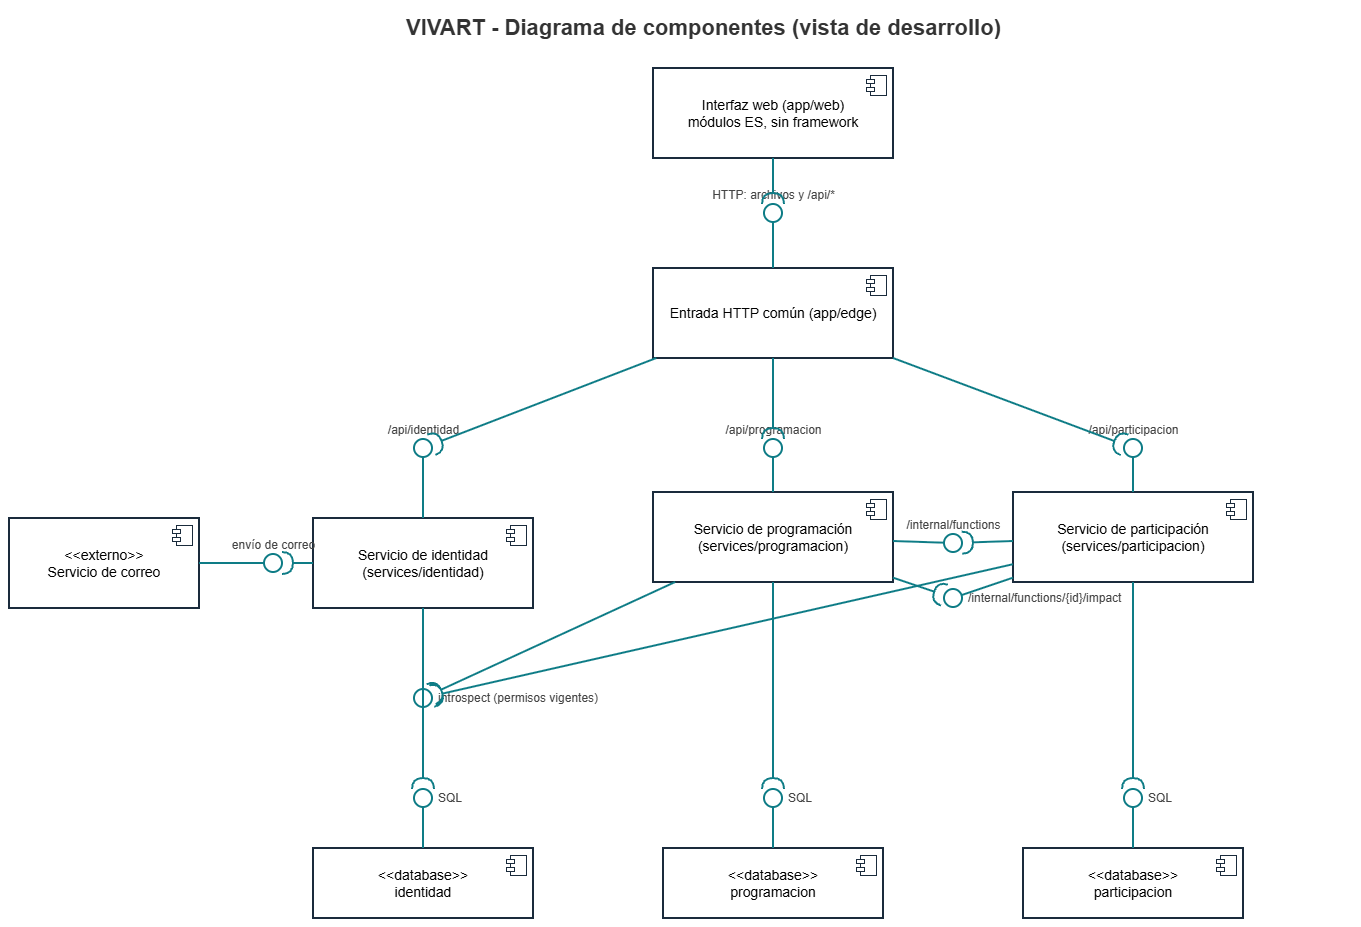 VIVART - Diagrama de componentes (vista de desarrollo)
Interfaz web (app/web)
módulos ES, sin framework
HTTP: archivos y /api/*
Entrada HTTP común (app/edge)
/api/identidad
/api/programacion
/api/participacion
<<externo>>
Servicio de correo
envío de correo
Servicio de identidad
(services/identidad)
Servicio de programación
(services/programacion)
/internal/functions
Servicio de participación
(services/participacion)
/internal/functions/{id}/impact
introspect (permisos vigentes)
SQL
SQL
SQL
<<database>>
identidad
<<database>>
programacion
<<database>>
participacion